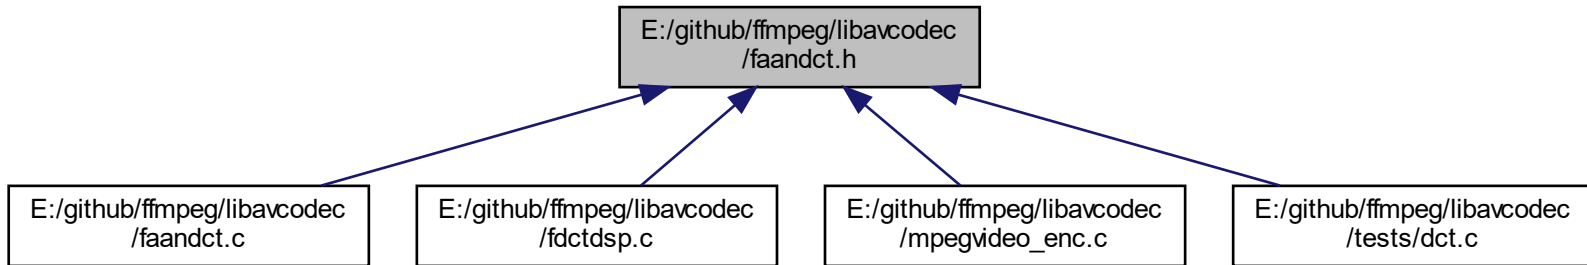 E:/github/ffmpeg/libavcodec
/faandct.h
E:/github/ffmpeg/libavcodec
/faandct.c
E:/github/ffmpeg/libavcodec
/fdctdsp.c
E:/github/ffmpeg/libavcodec
/mpegvideo_enc.c
E:/github/ffmpeg/libavcodec
/tests/dct.c